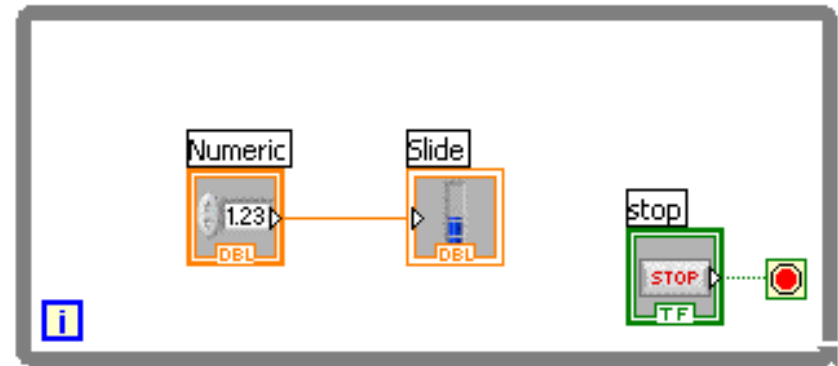 Numeric
Slide
1.23
DBL
DBL
stop
STOP
TF
i